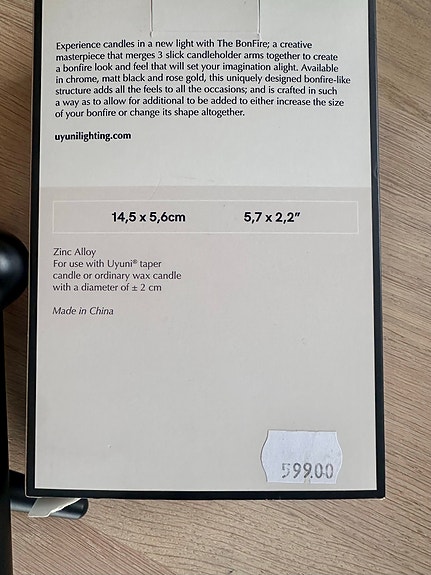 Experience candles in a new light with The BonFire; a creative
masterpiece that merges 3 slick candleholder arms together to create
a bonfire look and feel that will set your imagination alight. Available
in chrome, matt black and rose gold, this uniquely designed bonfire-like
structure adds all the feels to all the occasions; and is crafted in such
a way as to allow for additional to be added to either increase the size
of your bonfire or change its shape altogether.
uyunilighting.com
14,5 x 5,6cm 5,7 x 2,2”
Zinc Alloy
For use with Uyuni® taper
candle or ordinary wax candle
with a diameter of ± 2 cm
Made in China
599.00